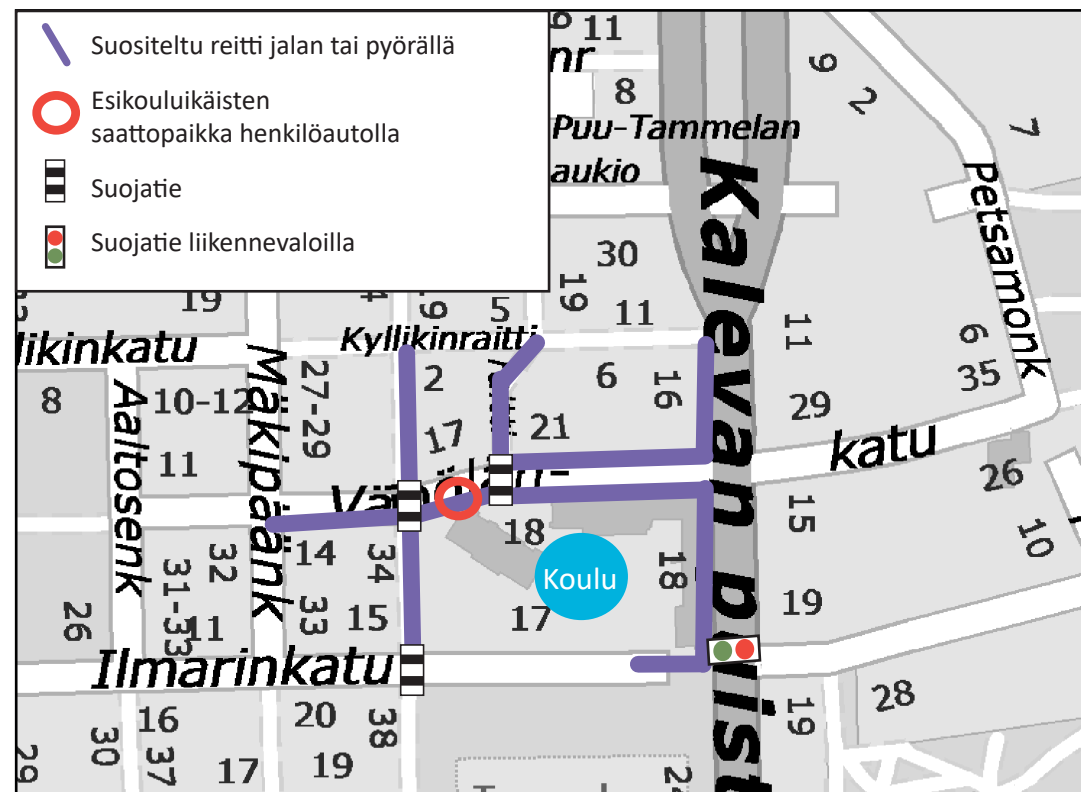 Suositeltu reitti jalan tai pyörällä
Esikouluikäisten
saattopaikka henkilöautolla
Suojatie
Suojatie liikennevaloilla
11
nr
8
9
2
7
Puu-Tammelan
aukio
Kalevan puist
Petsamonk
30
19
11
19
5
Kyllikinraitti
likinkatu
11
6
35
8
Aaltosenk
10-12
Mäkipäänk
27-29
2
6
16
29
17
21
11
katu
26
15
10
18
14
34
32
31-33
11
33
15
26
Koulu
17
18
19
Ilmarinkatu
16
20
38
19
28
30
37
17
19
29